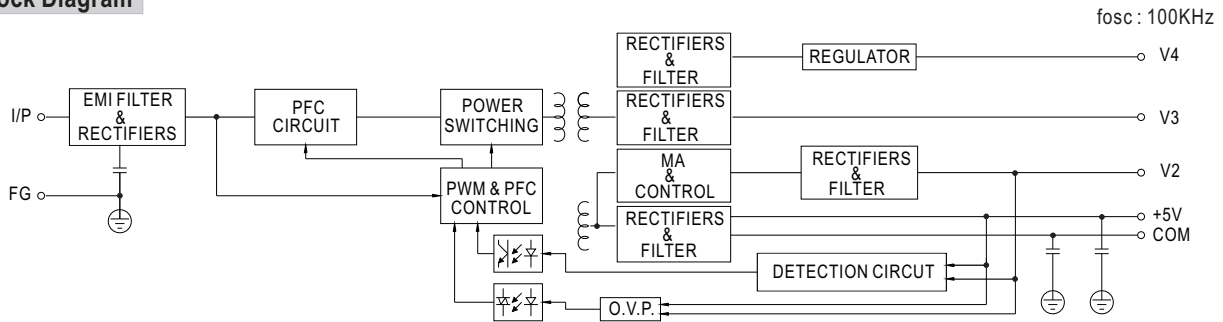 ock Diagram
fosc : 100KHz
RECTIFIERS
&
FILTER
REGULATOR
V4
I/P
EMI FILTER
&
RECTIFIERS
PFC
CIRCUIT
POWER
SWITCHING
RECTIFIERS
&
FILTER
V3
FG
PWM & PFC
CONTROL
MA
&
CONTROL
RECTIFIERS
&
FILTER
V2
RECTIFIERS
&
FILTER
+5V
COM
DETECTION CIRCUT
O.V.P.